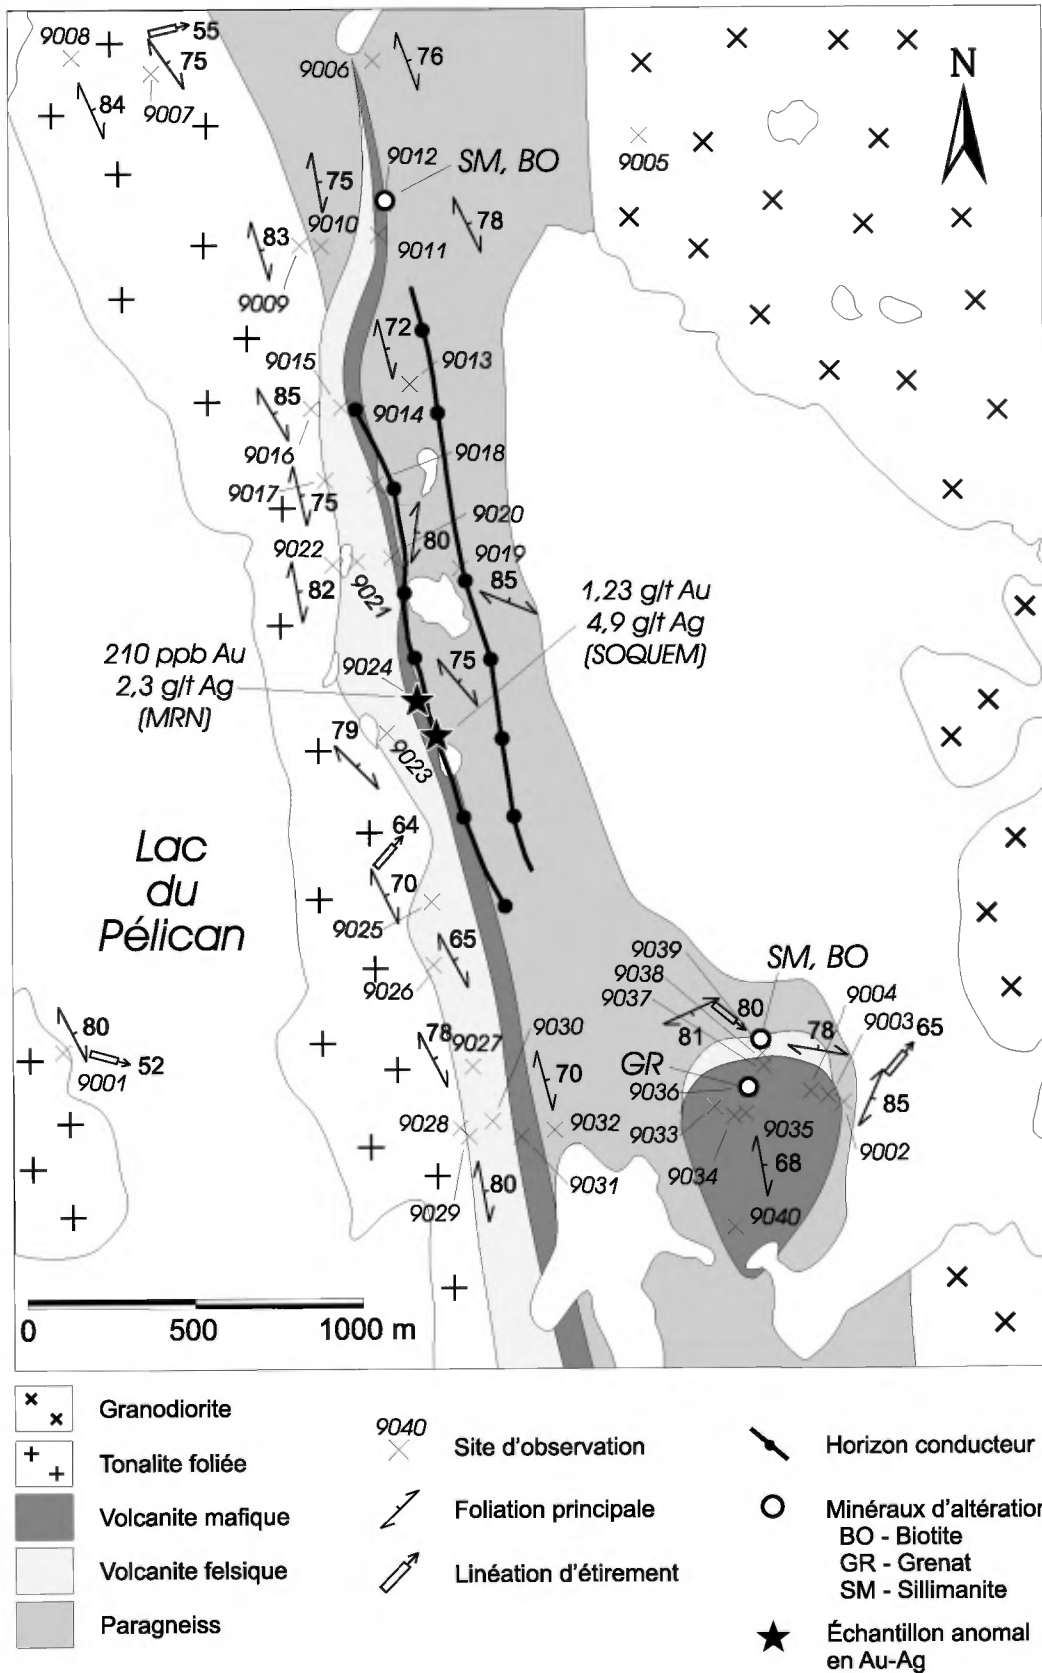 9008
55
75
84
9007
9006
76
N
9005
9012
SM, BO
75
9010
78
83
9011
9009
72
9013
9015
85
9014
9016
9018
9017
75
9020
80
9022
9019
82
9021
85
1,23 g/t Au
4,9 g/t Ag
(SOQUEM)
210 ppb Au
2,3 g/t Ag
(MRN)
9024
75
79
9023
Lac
du
Pélican
64
70
9025
65
9026
9039
SM, BO
9038
9037
80
9004
9003
65
81
78
80
52
9001
78
9027
9030
GR
9036
70
85
9028
9032
9033
9035
9002
9034
68
9029
80
9031
9040
0
500
1000 m
Granodiorite
Tonalite foliée
Volcanite mafique
Volcanite felsique
Paragneiss
9040
Site d'observation
Foliation principale
Linéation d'étirement
Horizon conducteur
Minéraux d'altération
BO - Biotite
GR - Grenat
SM - Sillimanite
Échantillon anomal
en Au-Ag